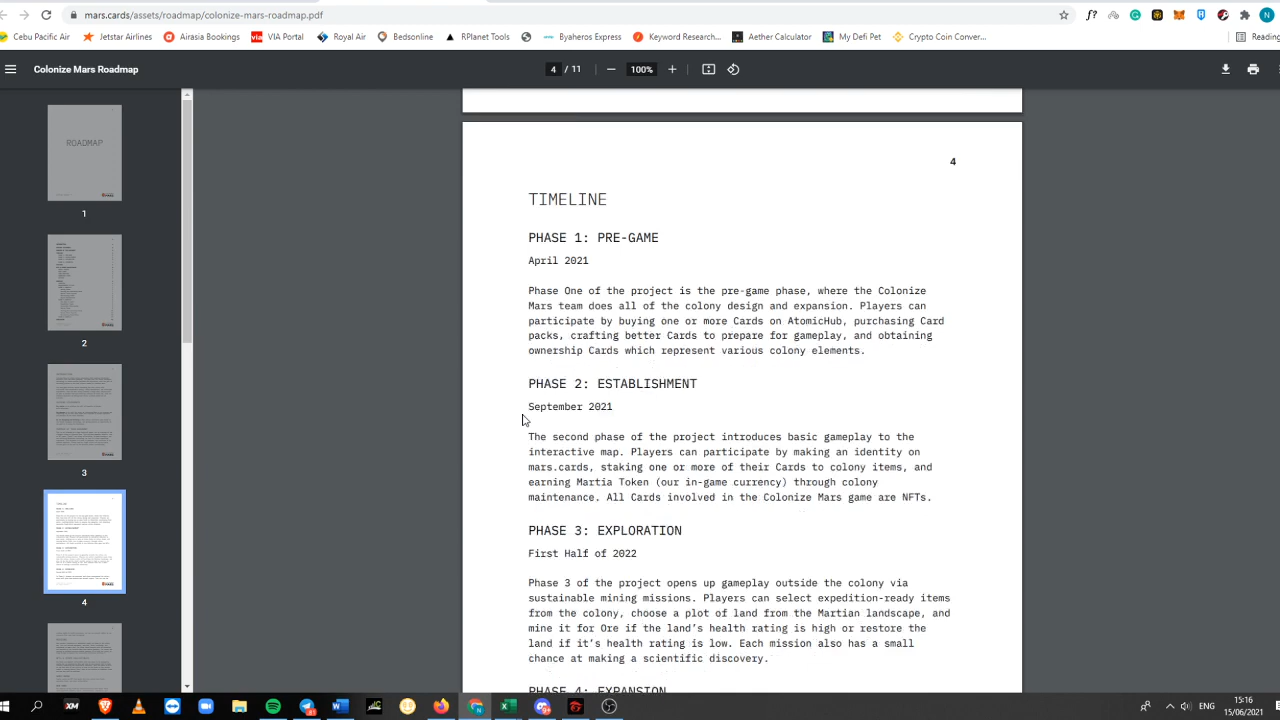 mars.cards/assets/roadmap/colonize-mars-roadmap.pdf
Cebu Pacific Air
Jetstar Airlines
Airasia Bookings
VIA Portal
Royal Air
Bedsonline
RPlanet Tools
Byaheros Express
Keyword Research...
Aether Calculator
My Defi Pet
Crypto Coin Conver...
Reading
Colonize Mars Roadmap
4 / 11
100%
ROADMAP
1
2
3
4
4
TIMELINE
PHASE 1: PRE-GAME
April 2021
Phase One of the project is the pre-game phase, where the Colonize
Mars team does all of the colony design and expansion. Players can
participate by buying one or more Cards on AtomicHub, purchasing Card
packs, crafting better Cards to prepare for gameplay, and obtaining
ownership Cards which represent various colony elements.
PHASE 2: ESTABLISHMENT
September 2021
The second phase of the project introduces basic gameplay to the
interactive map. Players can participate by making an identity on
mars.cards, staking one or more of their Cards to colony items, and
earning Martia Token (our in-game currency) through colony
maintenance. All Cards involved in the Colonize Mars game are NFTs.
PHASE 3: EXPLORATION
First Half of 2022
Phase 3 of the project opens up gameplay outside the colony via
sustainable mining missions. Players can select expedition-ready items
from the colony, choose a plot of land from the Martian landscape, and
mine it for Ore if the land's health rating is high or restore the
land if it's health rating is low. Each mission also has a small
chance at making a scientific discovery.
PHASE 4: EXPANSION
ENG
15:16
15/06/2021